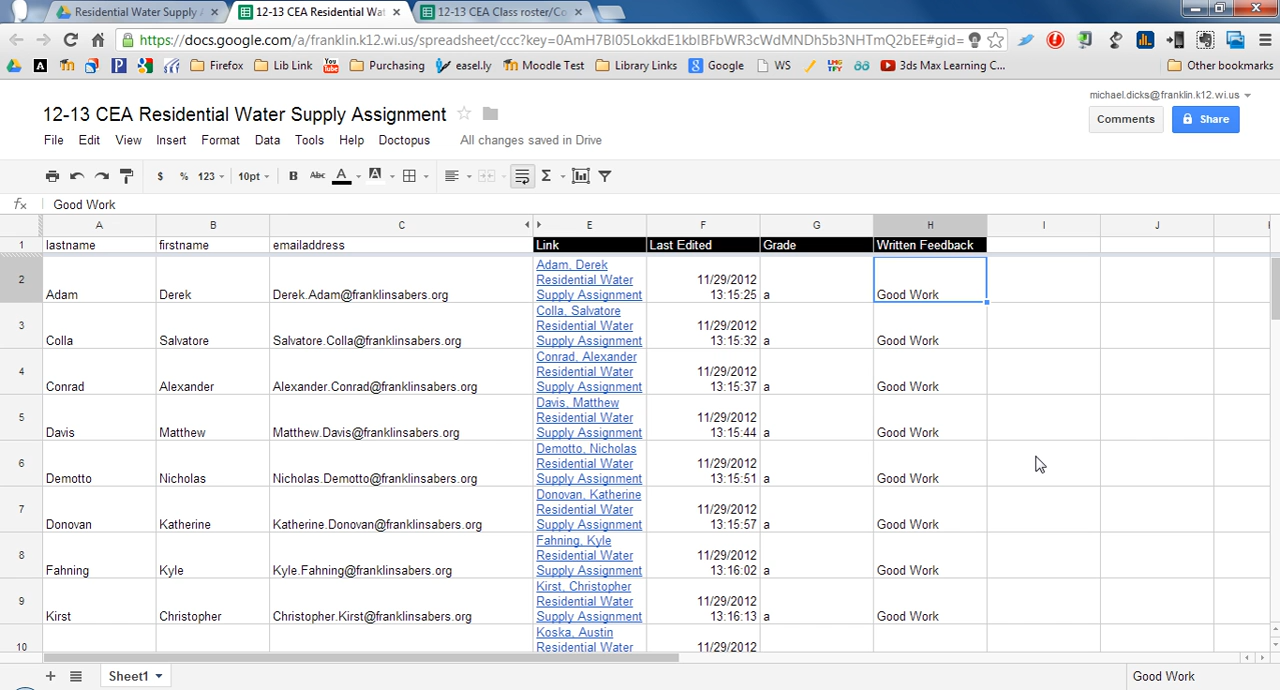 Residential Water Supply A
12-13 CEA Residential Wat
12-13 CEA Class roster/Co
https://docs.google.com/a/franklin.k12.wi.us/spreadsheet/
Firefox
Lib Link
Purchasing
easel.ly
Moodle Test
Library Links
Google
WS
3ds Max Learning C...
Other bookmarks
12-13 CEA Residential Water Supply Assignment
michael.dicks@franklin.k12.wi.us
Comments
Share
File Edit View Insert Format Data Tools Help Doctopus All changes saved in Drive
$ % 123 10pt B Abc A A Σ
fx Good Work
A B C E F G H I J
1 lastname firstname emailaddress Link Last Edited Grade Written Feedback
Adam, Derek
Residential Water 11/29/2012
2 Adam Derek Derek.Adam@franklinsabers.org Supply Assignment 13:15:25 a Good Work
Colla, Salvatore
Residential Water 11/29/2012
3 Colla Salvatore Salvatore.Colla@franklinsabers.org Supply Assignment 13:15:32 a Good Work
Conrad, Alexander
Residential Water 11/29/2012
4 Conrad Alexander Alexander.Conrad@franklinsabers.org Supply Assignment 13:15:37 a Good Work
Davis, Matthew
Residential Water 11/29/2012
5 Davis Matthew Matthew.Davis@franklinsabers.org Supply Assignment 13:15:44 a Good Work
Demotto, Nicholas
Residential Water 11/29/2012
6 Demotto Nicholas Nicholas.Demotto@franklinsabers.org Supply Assignment 13:15:51 a Good Work
Donovan, Katherine
Residential Water 11/29/2012
7 Donovan Katherine Katherine.Donovan@franklinsabers.org Supply Assignment 13:15:57 a Good Work
Fahning, Kyle
Residential Water 11/29/2012
8 Fahning Kyle Kyle.Fahning@franklinsabers.org Supply Assignment 13:16:02 a Good Work
Kirst, Christopher
Residential Water 11/29/2012
9 Kirst Christopher Christopher.Kirst@franklinsabers.org Supply Assignment 13:16:13 a Good Work
Koska, Austin
10 Residential Water 11/29/2012
Sheet1
Good Work